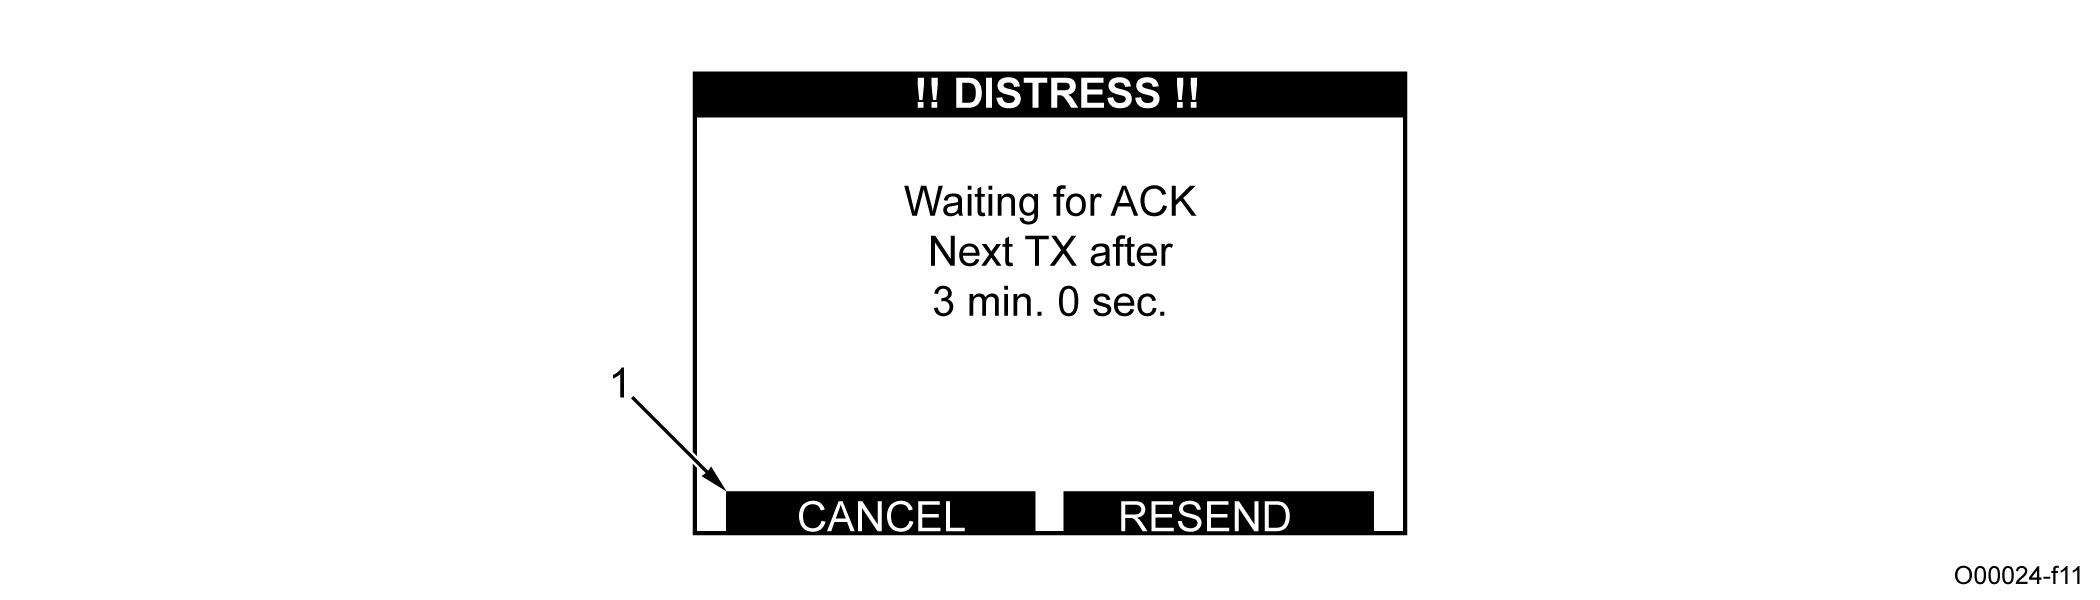 !! DISTRESS !!
Waiting for ACK
Next TX after
3 min. 0 sec.
1
CANCEL RESEND
O00024-f11